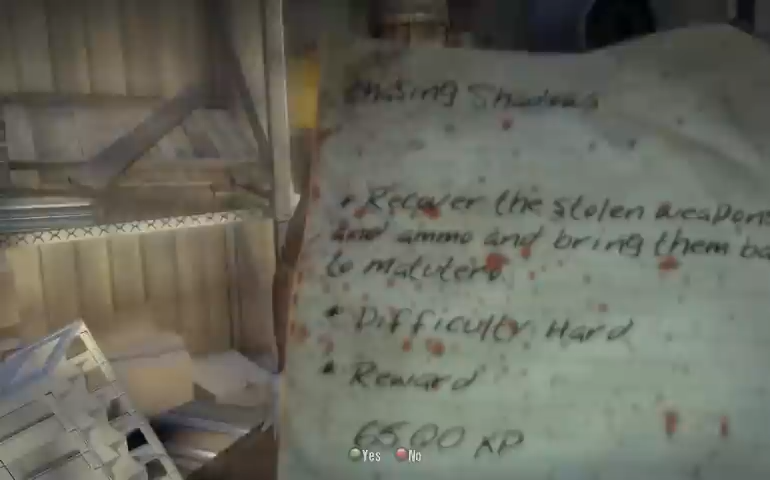 Chasing Shadows
• Recover the stolen weapons
and ammo and bring them ba
to Matutero
* Difficulty: Hard
* Reward
6500 XP
Yes No